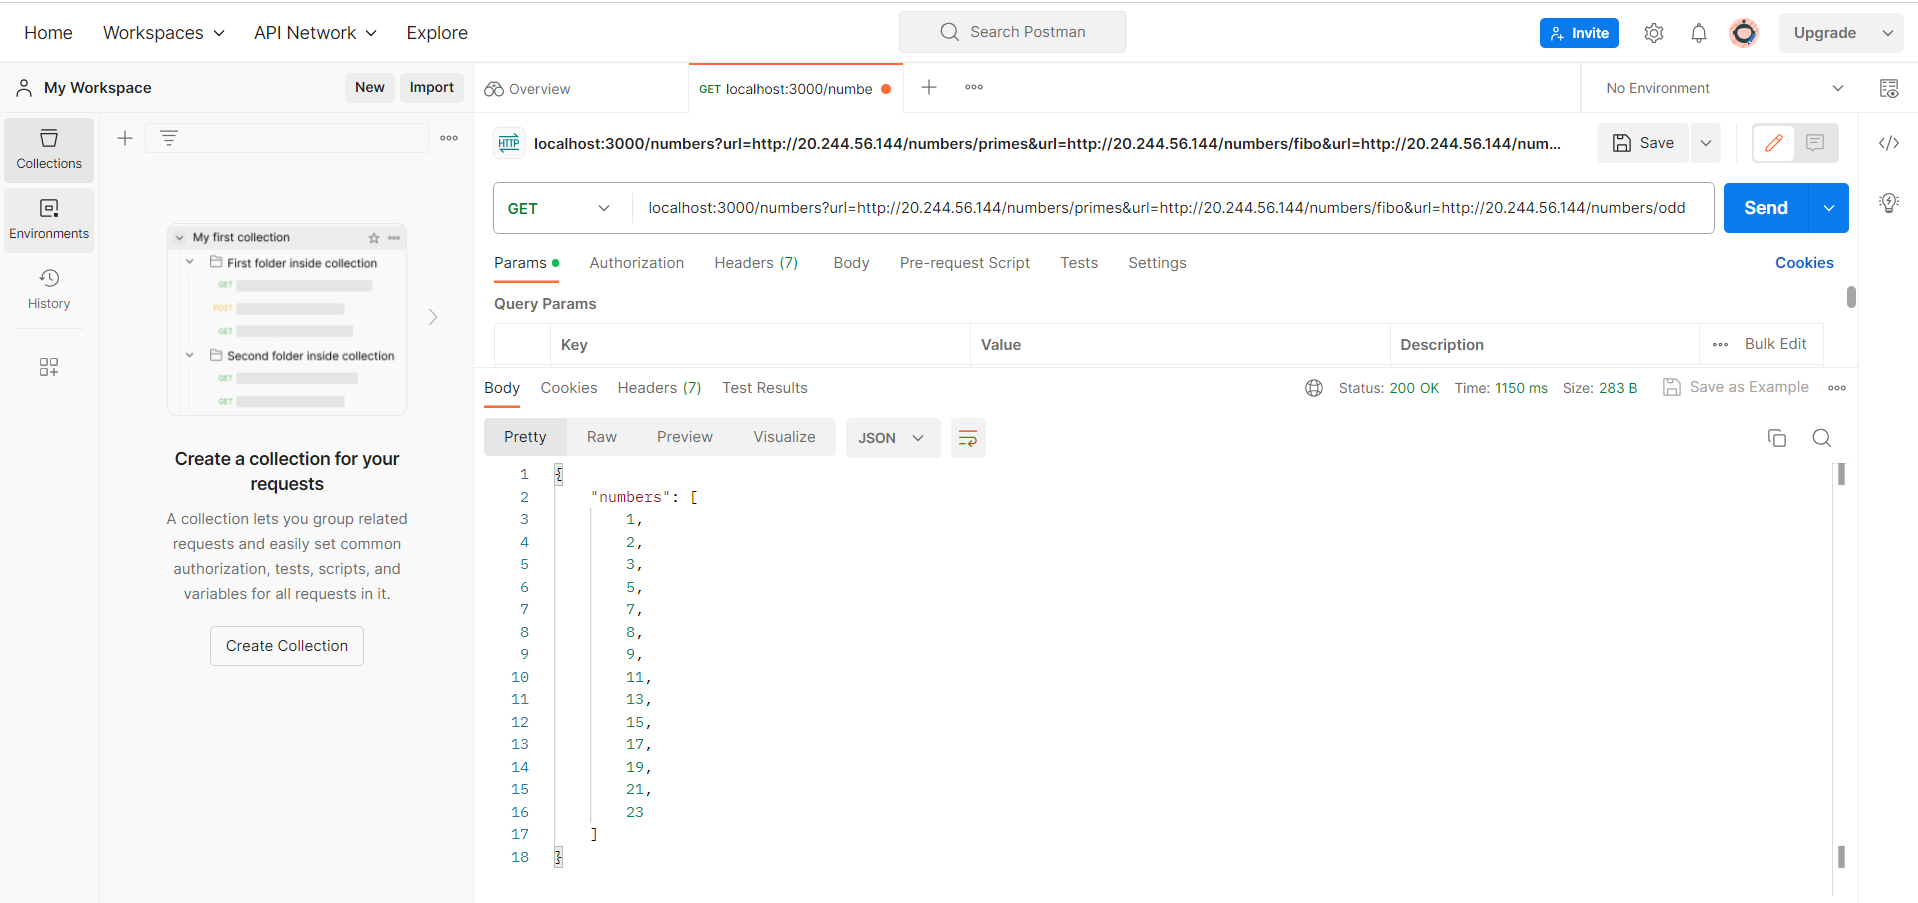 Home Workspaces API Network Explore Search Postman Invite Upgrade
My Workspace New Import Overview GET localhost:3000/numbe No Environment
Collections
Environments
History
My first collection
First folder inside collection
GET
POST
GET
Second folder inside collection
GET
GET
Create a collection for your
requests
A collection lets you group related
requests and easily set common
authorization, tests, scripts, and
variables for all requests in it.
Create Collection
HTTP localhost:3000/numbers?url=http://20.244.56.144/numbers/primes&url=http://20.244.56.144/numbers/fibo&url=http://20.244.56.144/num... Save
GET localhost:3000/numbers?url=http://20.244.56.144/numbers/primes&url=http://20.244.56.144/numbers/fibo&url=http://20.244.56.144/numbers/odd Send
Params Authorization Headers (7) Body Pre-request Script Tests Settings Cookies
Query Params
Key Value Description Bulk Edit
Body Cookies Headers (7) Test Results Status: 200 OK Time: 1150 ms Size: 283 B Save as Example
Pretty Raw Preview Visualize JSON
1 {
2 "numbers": [
3 1,
4 2,
5 3,
6 5,
7 7,
8 8,
9 9,
10 11,
11 13,
12 15,
13 17,
14 19,
15 21,
16 23
17 ]
18 }